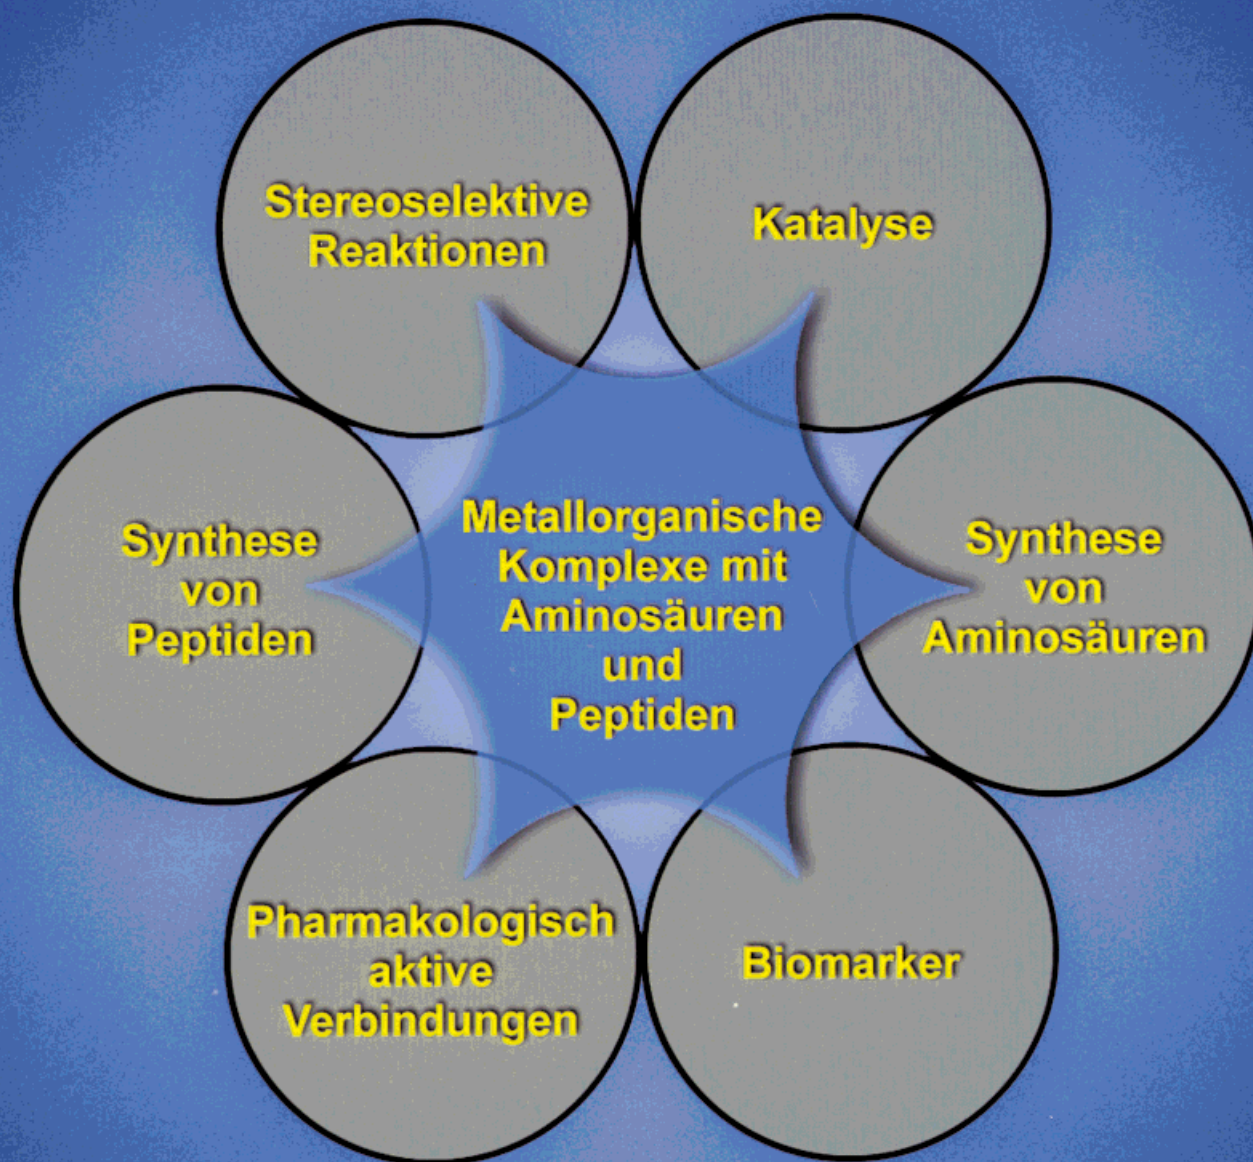 Stereoselektive
Reaktionen
Katalyse
Synthese
von
Peptiden
Metallorganische
Komplexe mit
Aminosäuren
und
Peptiden
Synthese
von
Aminosäuren
Pharmakologisch
aktive
Verbindungen
Biomarker